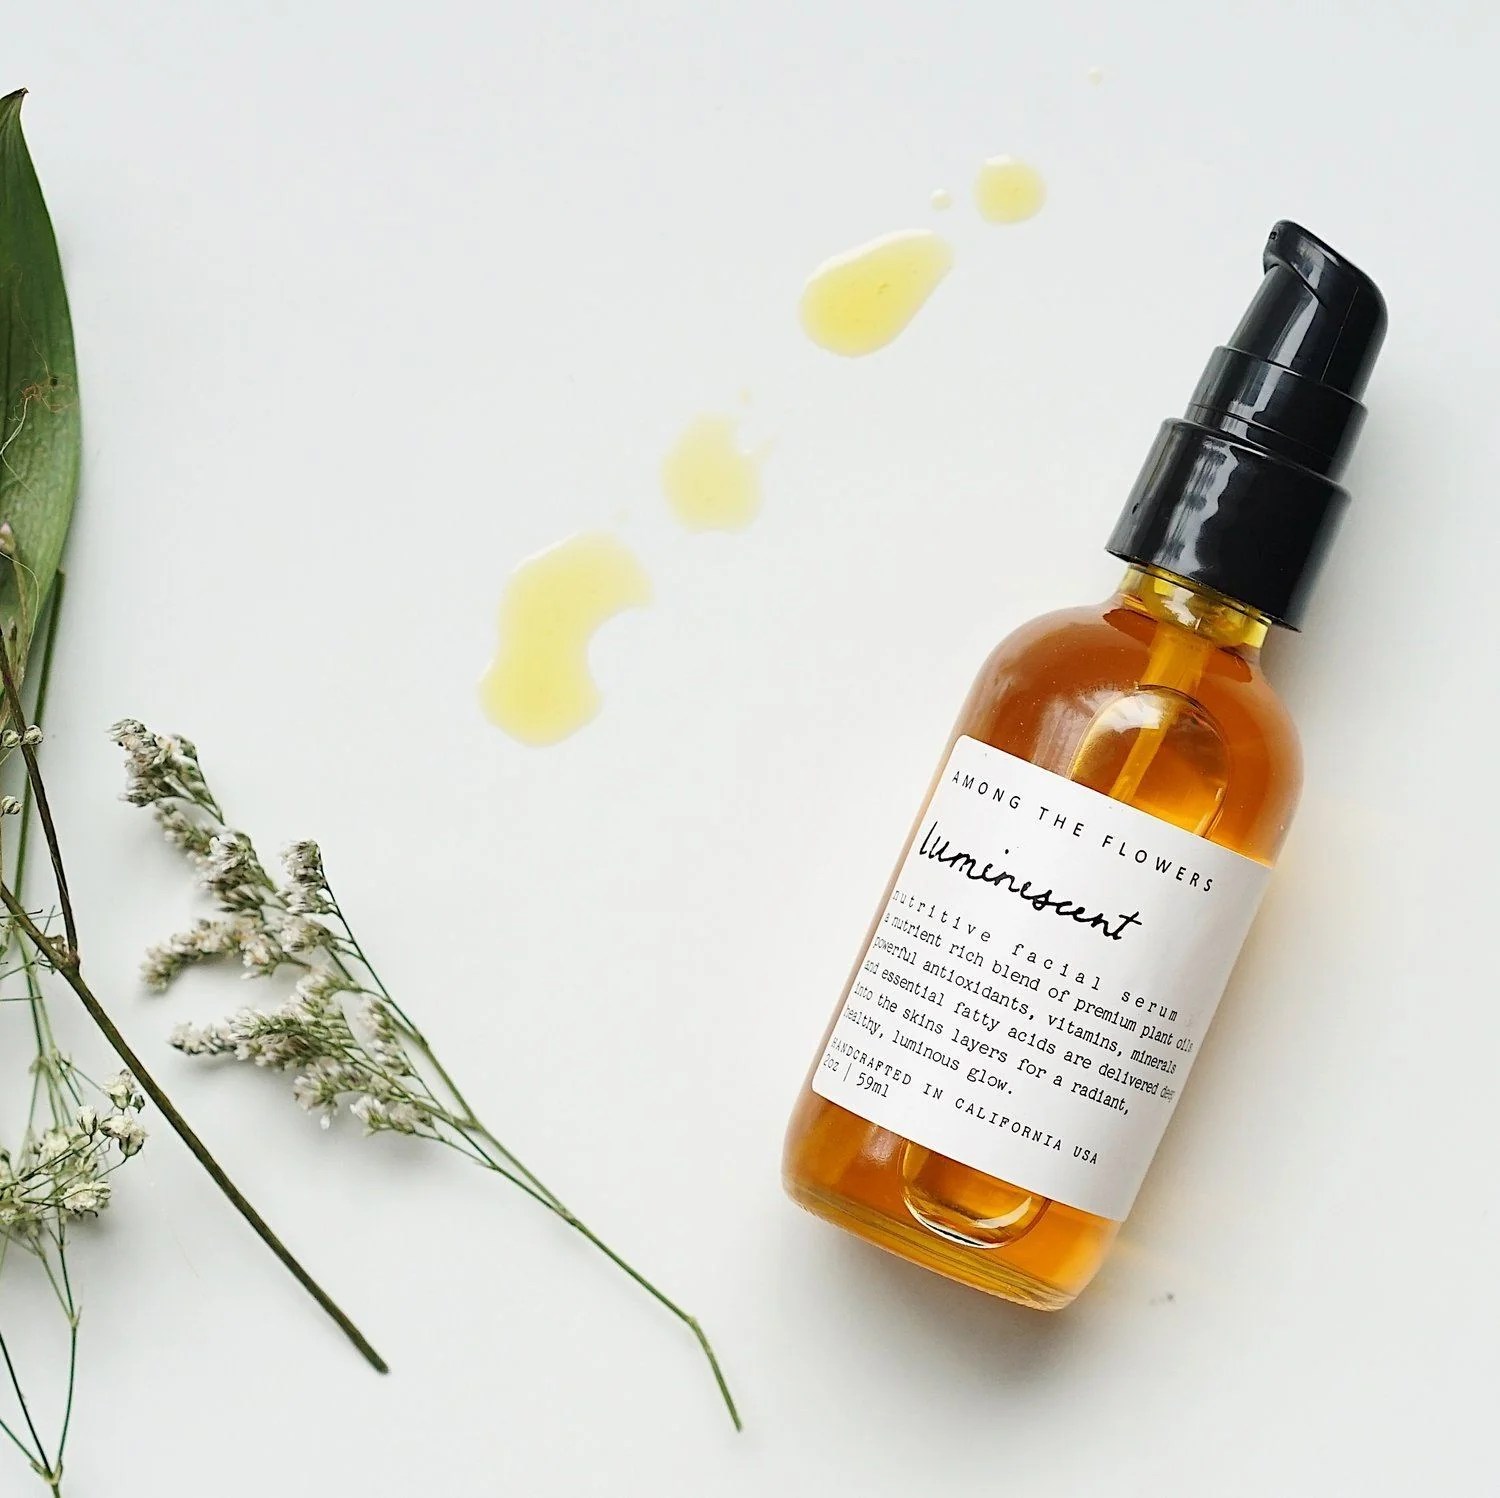 AMONG THE FLOWERS
luminescent
nutritive facial serum
a nutrient rich blend of premium plant oils
powerful antioxidants, vitamins, minerals
and essential fatty acids are delivered deep
into the skins layers for a radiant,
healthy, luminous glow.
HANDCRAFTED IN CALIFORNIA USA
2oz | 59ml